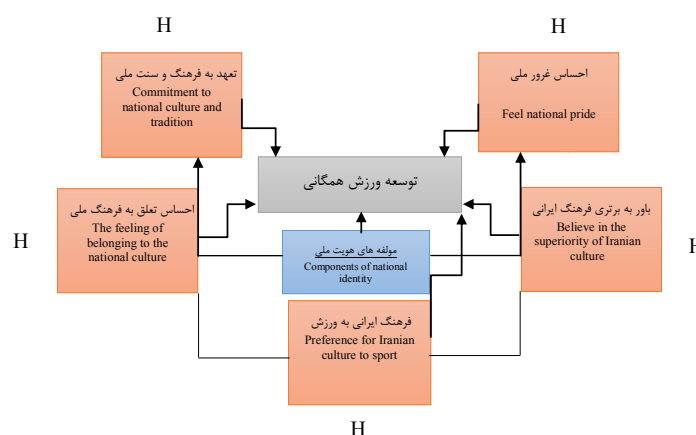 H
H
تعهد به فرهنگ و سنت ملی
Commitment to
national culture and
tradition
احساس غرور ملی
Feel national pride
توسعه ورزش همگانی
H
احساس تعلق به فرهنگ ملی
The feeling of
belonging to the
national culture
مولفه های هویت ملی
Components of national
identity
باور به برتری فرهنگ ایرانی
Believe in the
superiority of Iranian
culture
H
فرهنگ ایرانی به ورزش
Preference for Iranian
culture to sport
H